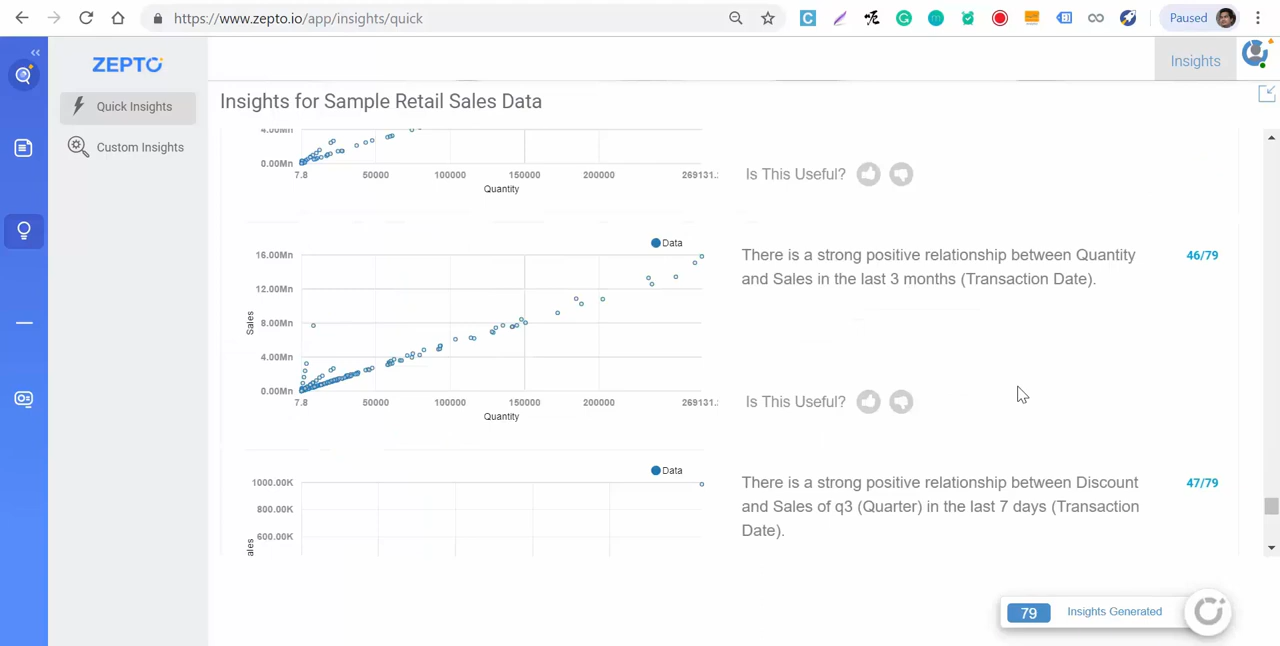 https://www.zepto.io/app/insights/quick
Paused
ZEPTO
Insights
Quick Insights
Custom Insights
Insights for Sample Retail Sales Data
4.00Mn
0.00Mn
7.8 50000 100000 150000 200000 269131.:
Quantity
Is This Useful?
Data
16.00Mn
12.00Mn
8.00Mn
4.00Mn
0.00Mn
Sales
7.8 50000 100000 150000 200000 269131.:
Quantity
There is a strong positive relationship between Quantity
and Sales in the last 3 months (Transaction Date).
46/79
Is This Useful?
Data
1000.00K
800.00K
600.00K
ales
There is a strong positive relationship between Discount
and Sales of q3 (Quarter) in the last 7 days (Transaction
Date).
47/79
79 Insights Generated